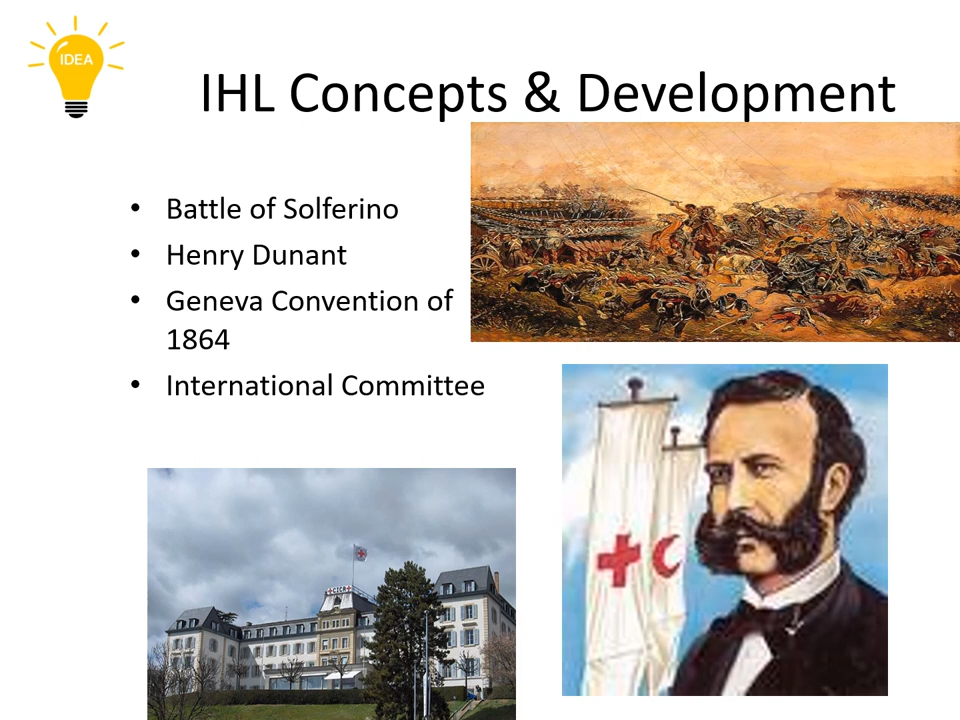 IDEA
IHL Concepts & Development
• Battle of Solferino
• Henry Dunant
• Geneva Convention of
1864
• International Committee